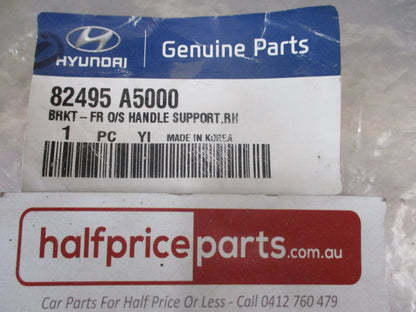 HYUNDAI
Genuine Parts
82495 A5000
BRKT-FR O/S HANDLE SUPPORT.RH
1 PC YI MADE IN KOREA
halfpriceparts.com.au
Car Parts For Half Price Or Less - Call 0412 760 479